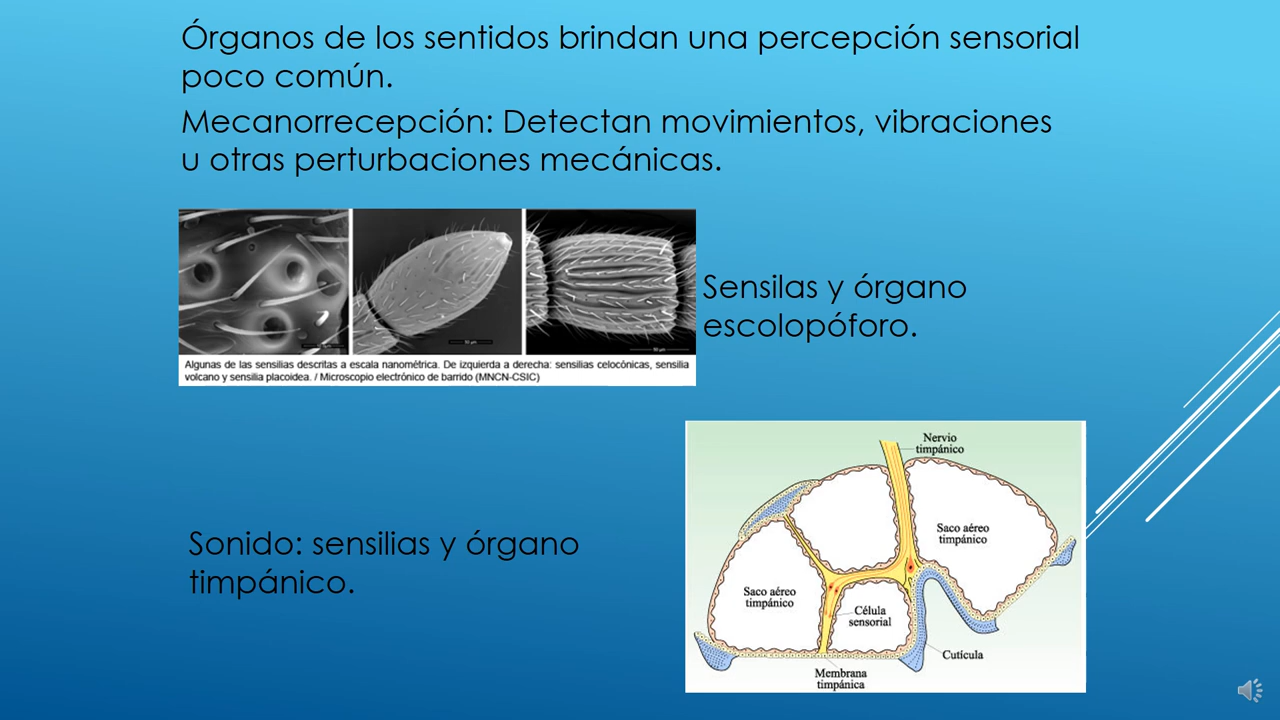 Órganos de los sentidos brindan una percepción sensorial
poco común.
Mecanorrecepción: Detectan movimientos, vibraciones
u otras perturbaciones mecánicas.
Algunas de las sensilias descritas a escala nanométrica. De izquierda a derecha: sensilias celocónicas, sensilia
volcano y sensilia placoidea. / Microscopio electrónico de barrido (MNCN-CSIC)
Sensilas y órgano
escolopóforo.
Sonido: sensilias y órgano
timpánico.
Nervio
timpánico
Saco aéreo
timpánico
Saco aéreo
timpánico
Célula
sensorial
Cutícula
Membrana
timpánica